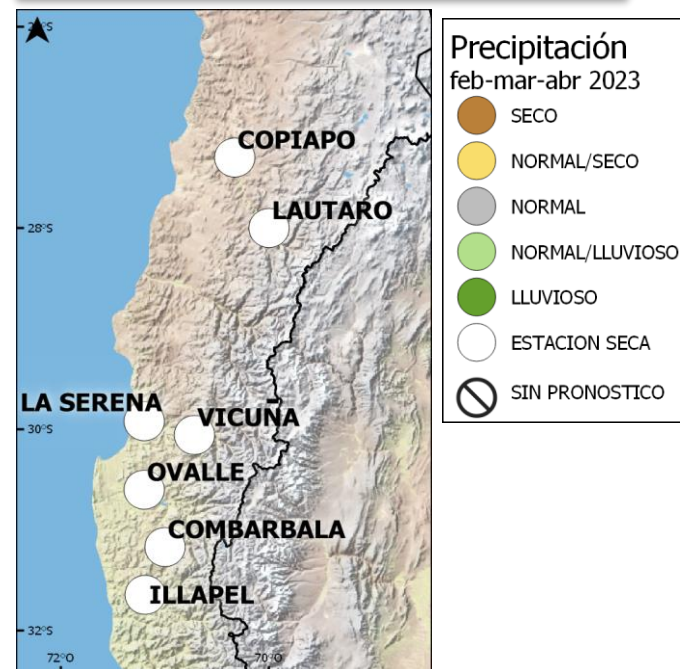 COPIAPO
LAUTARO
28°S
LA SERENA
VICUÑA
30°S
OVALLE
COMBARBALA
ILLAPEL
32°S
72°O
70°O
Precipitación
feb-mar-abr 2023
SECO
NORMAL/SECO
NORMAL
NORMAL/LLUVIOSO
LLUVIOSO
ESTACION SECA
SIN PRONOSTICO